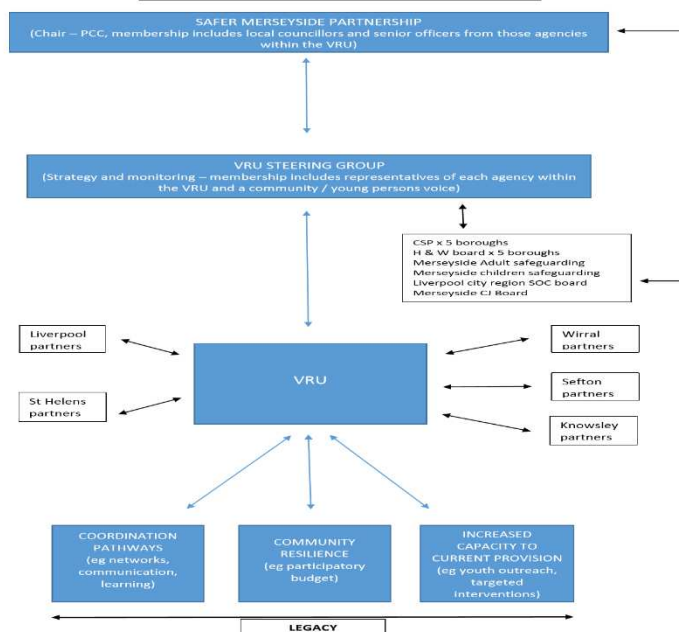 SAFER MERSEYSIDE PARTNERSHIP
(Chair – PCC, membership includes local councillors and senior officers from those agencies
within the VRU)
VRU STEERING GROUP
(Strategy and monitoring – membership includes representatives of each agency within
the VRU and a community / young persons voice)
CSP x 5 boroughs
H & W board x 5 boroughs
Merseyside Adult safeguarding
Merseyside children safeguarding
Liverpool city region SOC board
Merseyside CJ Board
Liverpool
partners
St Helens
partners
VRU
Wirral
partners
Sefton
partners
Knowsley
partners
COORDINATION
PATHWAYS
(eg networks,
communication,
learning)
COMMUNITY
RESILIENCE
(eg participatory
budget)
INCREASED
CAPACITY TO
CURRENT PROVISION
(eg youth outreach,
targeted
interventions)
LEGACY